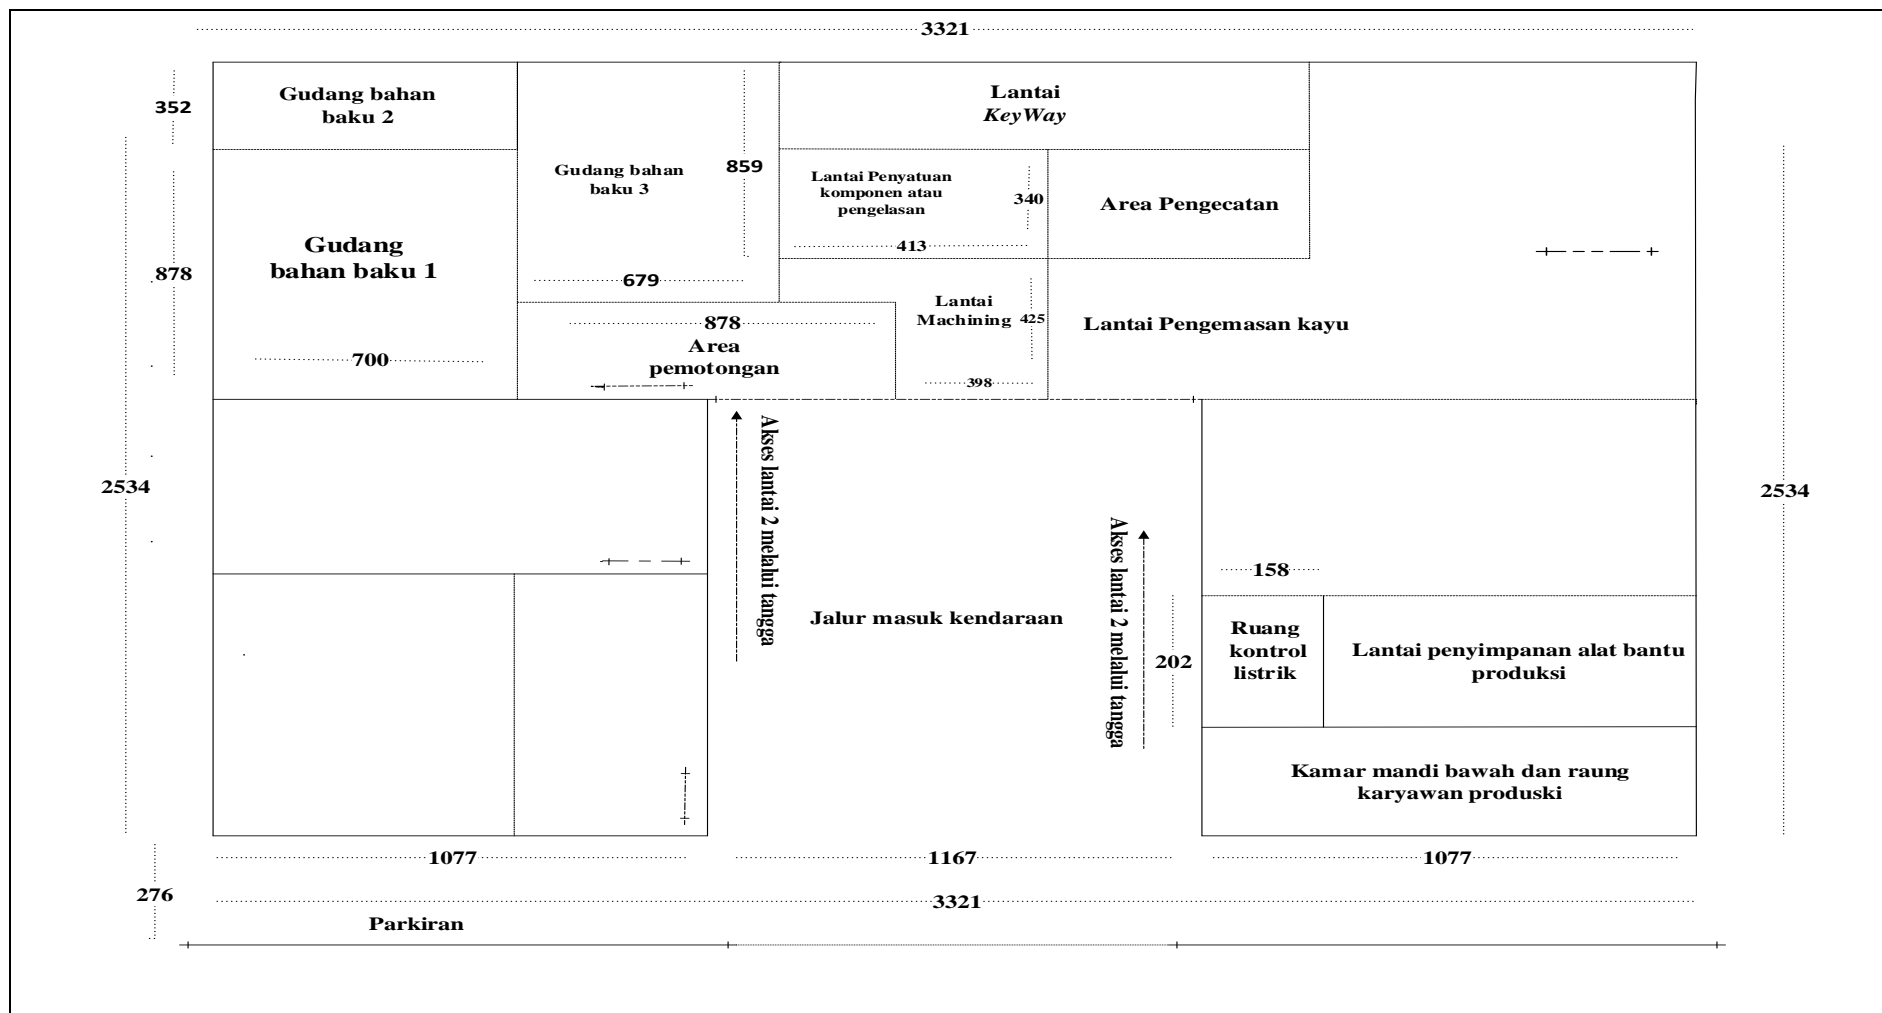 3321
352
Gudang bahan
baku 2
Lantai
KeyWay
Gudang bahan
baku 3
859
Lantai Penyatuan
komponen atau
pengelasan
340
413
Area Pengecatan
878
Gudang
bahan baku 1
679
700
878
Area
pemotongan
Lantai
Machining
425
398
Lantai Pengemasan kayu
2534
Akses lantai 2 melalui tangga
Jalur masuk kendaraan
Akses lantai 2 melalui tangga
202
158
Ruang
kontrol
listrik
Lantai penyimpanan alat bantu
produksi
Kamar mandi bawah dan raung
karyawan produski
2534
1077
1167
1077
276
3321
Parkiran